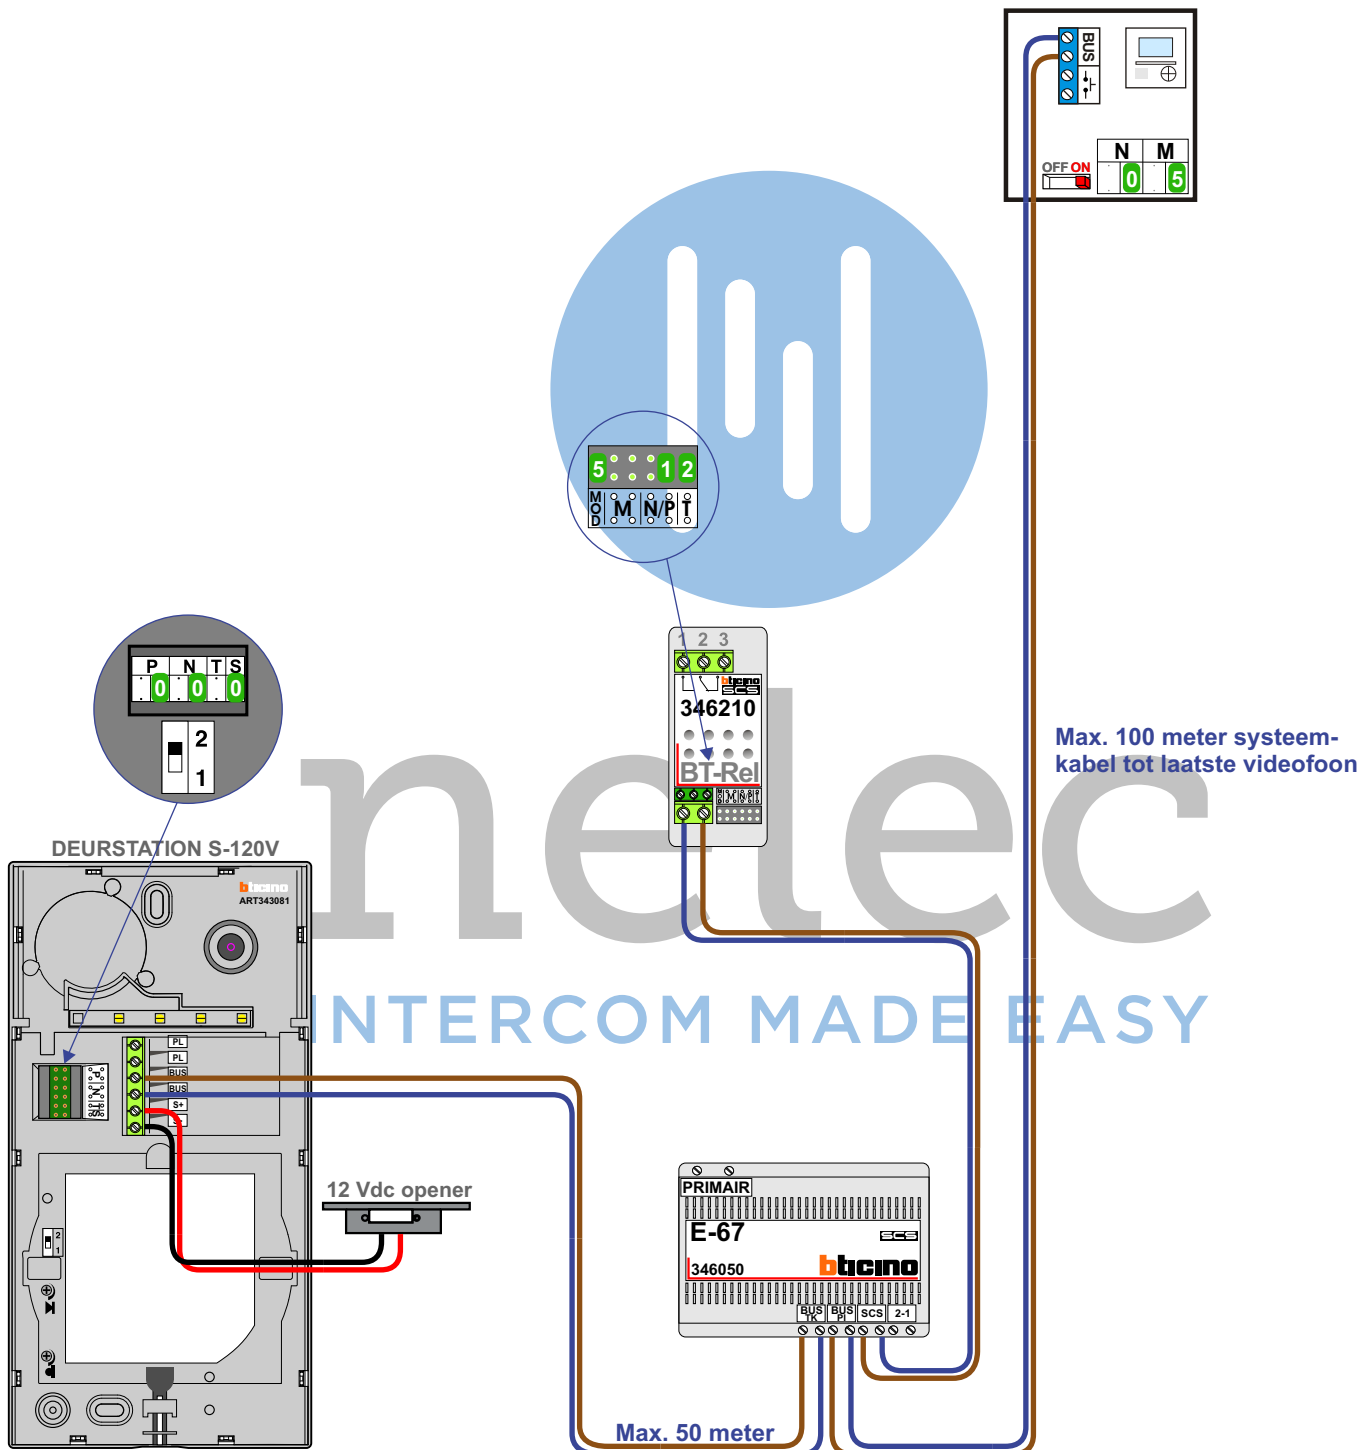 BUS
N M
OFF ON
0 5
5 1 2
MOD M N/P T
P N T S
0 0 0
2
1
1 2 3
bticino
SCS
346210
BT-Rel
M N P
Max. 100 meter systeem-
kabel tot laatste videofoon
nelec
INTERCOM MADE EASY
DEURSTATION S-120V
bticino
ART343081
PL
PL
BUS
BUS
S+
P N T S
2
1
12 Vdc opener
PRIMAIR
E-67
SCS
346050
bticino
BUS TK
BUS PI
SCS
2-1
Max. 50 meter